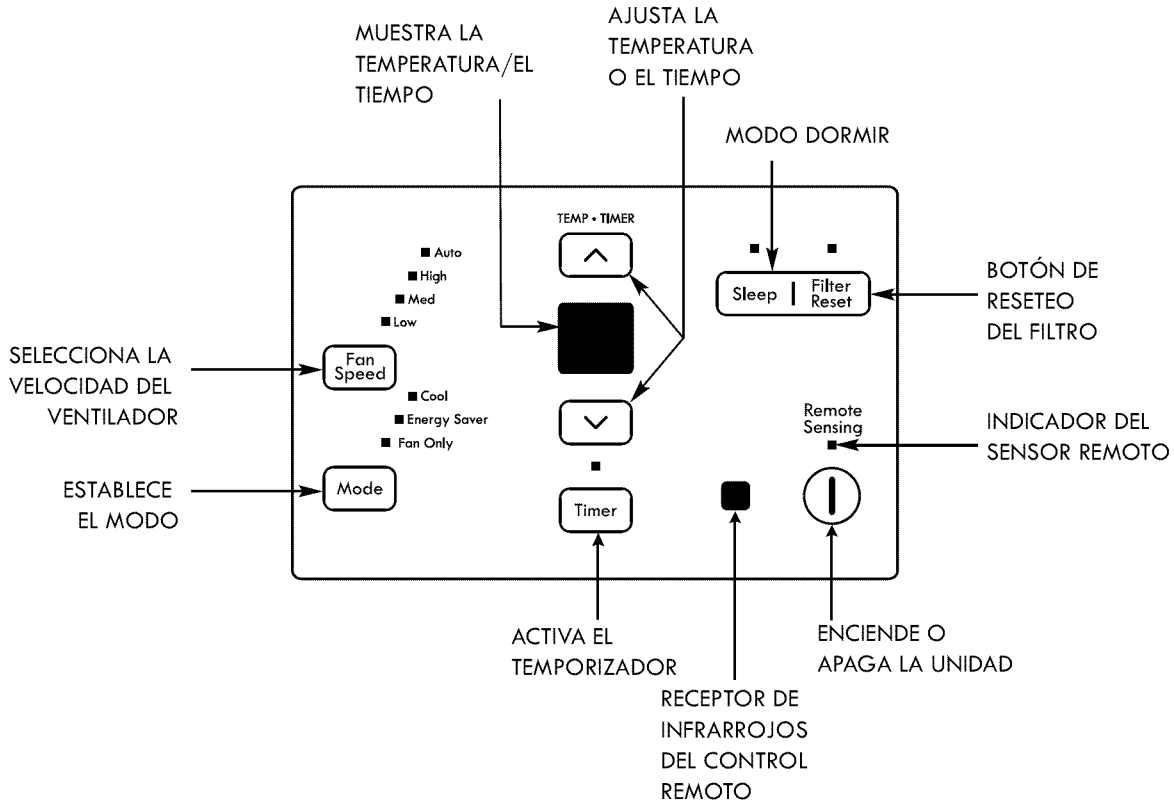 MUESTRA LA
TEMPERATURA/EL
TIEMPO
AJUSTA LA
TEMPERATURA
O EL TIEMPO
MODO DORMIR
TEMP • TIMER
Auto
High
Med
Low
Sleep
Filter
Reset
BOTÓN DE
RESETEO
DEL FILTRO
SELECCIONA LA
VELOCIDAD DEL
VENTILADOR
Fan
Speed
Cool
Energy Saver
Fan Only
Remote
Sensing
INDICADOR DEL
SENSOR REMOTO
ESTABLECE
EL MODO
Mode
Timer
ACTIVA EL
TEMPORIZADOR
ENCIENDE O
APAGA LA UNIDAD
RECEPTOR DE
INFRARROJOS
DEL CONTROL
REMOTO